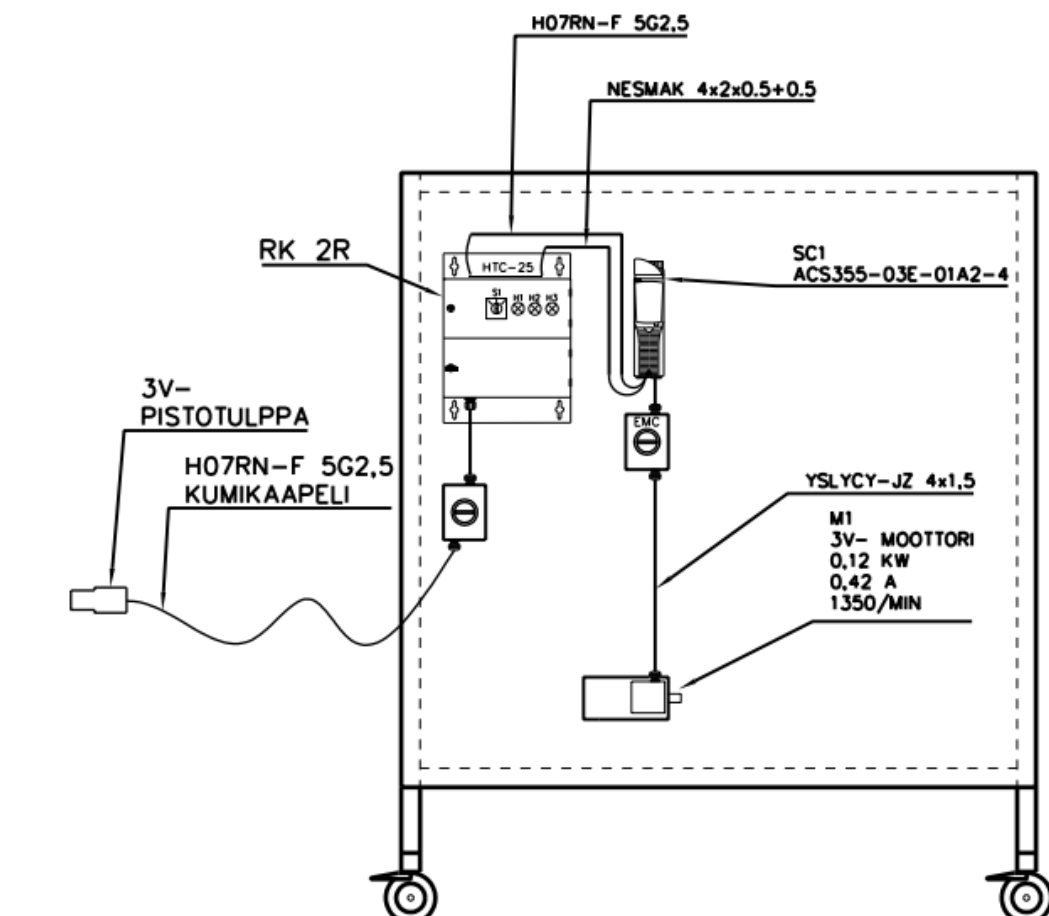 H07RN-F 5G2,5
NESMAK 4x2x0.5+0.5
RK 2R
HTC-25
S1
H1 H2 H3
SC1
ACS355-03E-01A2-4
3V-
PISTOTULPPA
H07RN-F 5G2,5
KUMIKAAPELI
EMC
YSLYCY-JZ 4x1,5
M1
3V- MOOTTORI
0,12 KW
0,42 A
1350/MIN